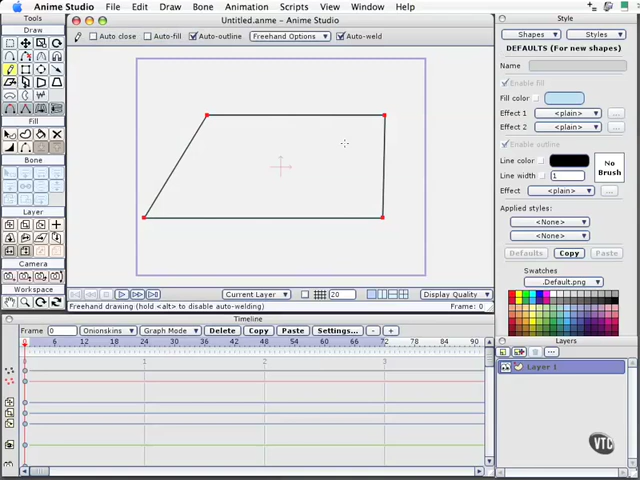 Anime Studio File Edit Draw Bone Animation Scripts View Window Help
Untitled.anme - Anime Studio
Tools
Draw
Fill
Bone
Layer
Camera
Workspace
Auto close Auto-fill Auto-outline Freehand Options Auto-weld
Current Layer 20 Display Quality
Freehand drawing (hold <alt> to disable auto-welding) Frame: 0
Style
Shapes Styles
DEFAULTS (For new shapes)
Name
Enable fill
Fill color
Effect 1 <plain>
Effect 2 <plain>
Enable outline
Line color
Line width 1
No Brush
Effect <plain>
Applied styles:
<None>
<None>
Defaults Copy Paste
Swatches
.Default.png
Layers
Layer 1
Timeline
Frame 0 Onionskins Graph Mode Delete Copy Paste Settings... - +
0 6 12 18 24 30 36 42 48 54 60 66 72 78 84 90
1 2 3
VTC